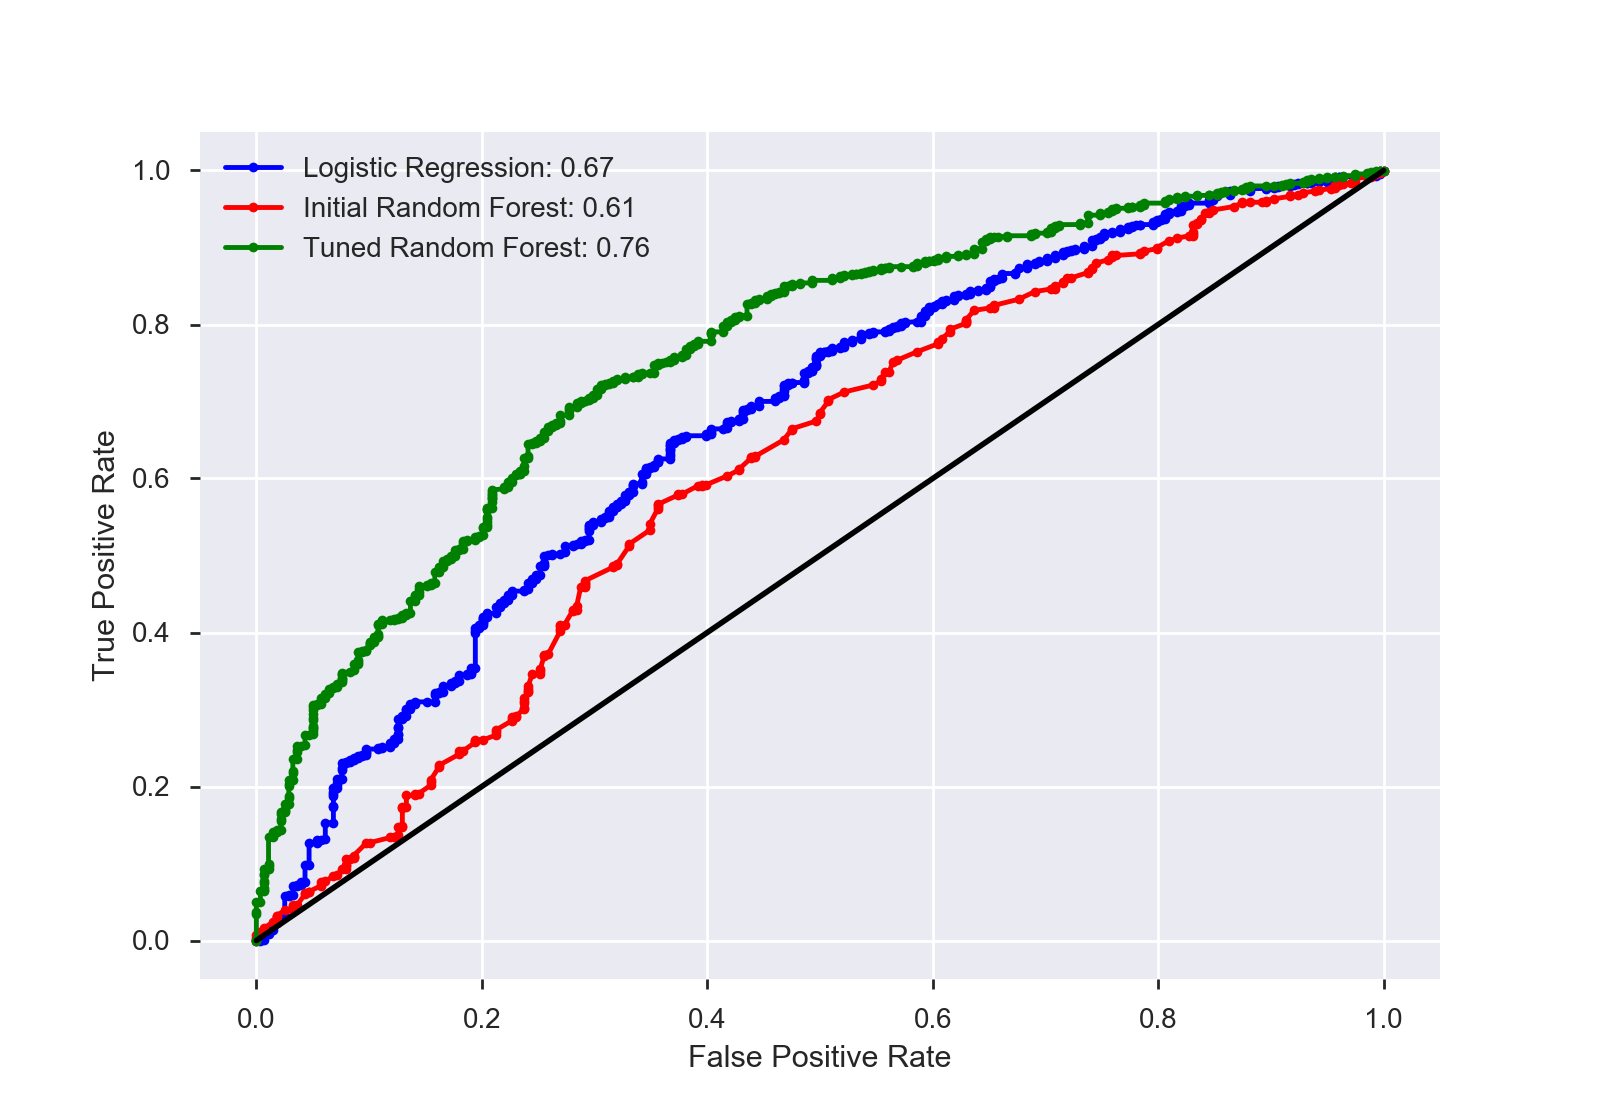 Logistic Regression: 0.67
Initial Random Forest: 0.61
Tuned Random Forest: 0.76
1.0
0.8
0.6
0.4
0.2
0.0
True Positive Rate
0.0 0.2 0.4 0.6 0.8 1.0
False Positive Rate